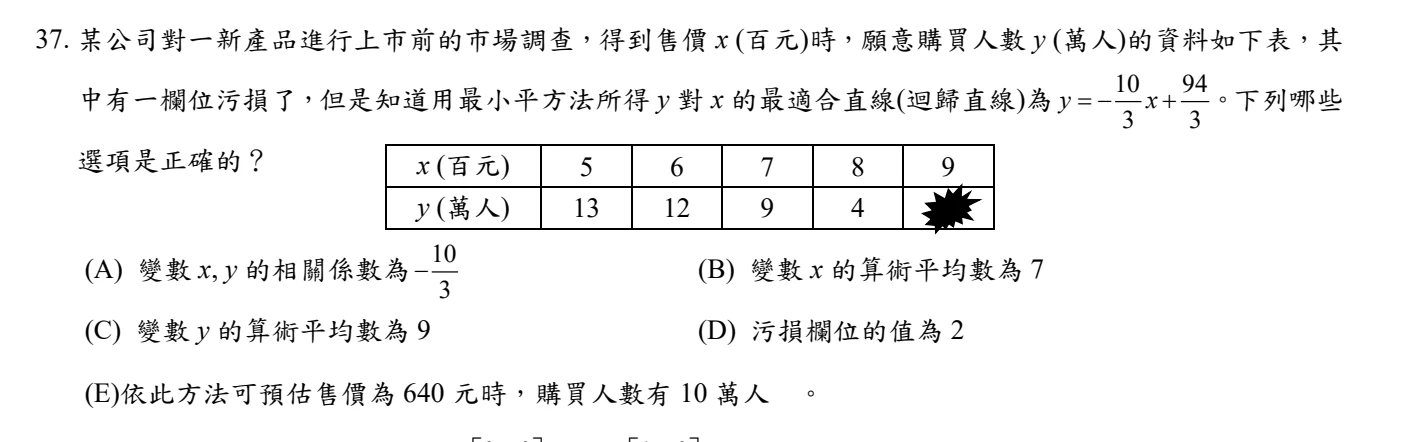 37. 某公司對一新產品進行上市前的市場調查，得到售價 x (百元)時，願意購買人數 y (萬人)的資料如下表，其
中有一欄位污損了，但是知道用最小平方法所得 y 對 x 的最適合直線(迴歸直線)為 y = -10/3 x + 94/3 。下列哪些
選項是正確的？
x (百元) 5 6 7 8 9
y (萬人) 13 12 9 4
(A) 變數 x, y 的相關係數為 -10/3 (B) 變數 x 的算術平均數為 7
(C) 變數 y 的算術平均數為 9 (D) 污損欄位的值為 2
(E)依此方法可預估售價為 640 元時，購買人數有 10 萬人 。